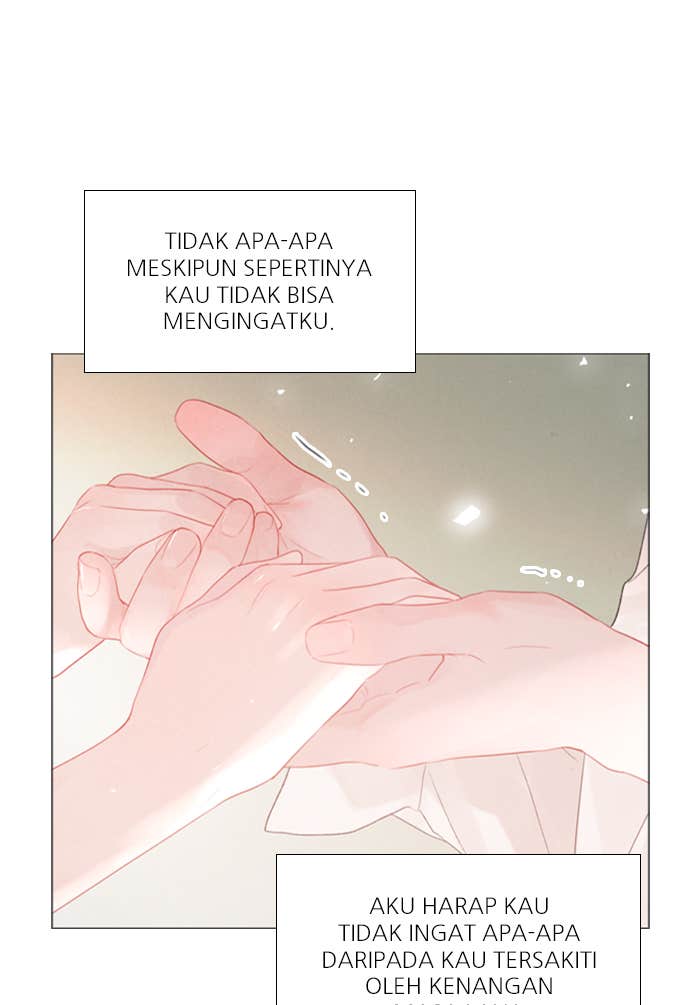 TIDAK APA-APA
MESKIPUN SEPERTINYA
KAU TIDAK BISA
MENGINGATKU.
AKU HARAP KAU
TIDAK INGAT APA-APA
DARIPADA KAU TERSAKITI
OLEH KENANGAN